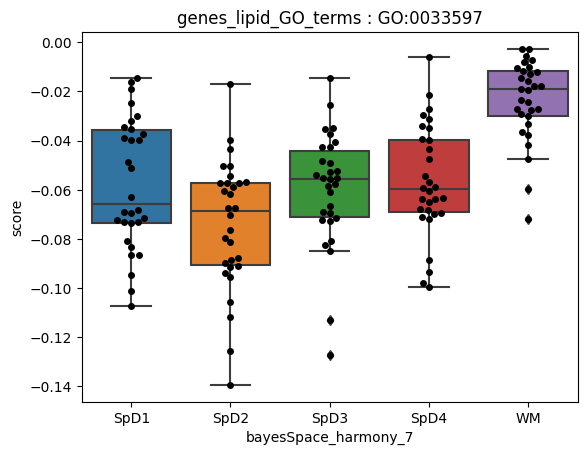 genes_lipid_GO_terms : GO:0033597
0.00
−0.02
−0.04
−0.06
−0.08
−0.10
−0.12
−0.14
score
SpD1 SpD2 SpD3 SpD4 WM
bayesSpace_harmony_7